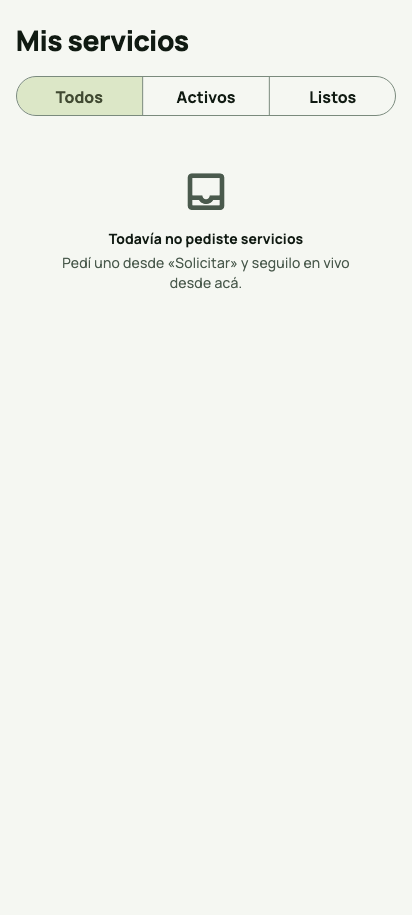 Mis servicios
Todos
Activos
Listos
Todavía no pediste servicios
Pedí uno desde «Solicitar» y seguilo en vivo
desde acá.